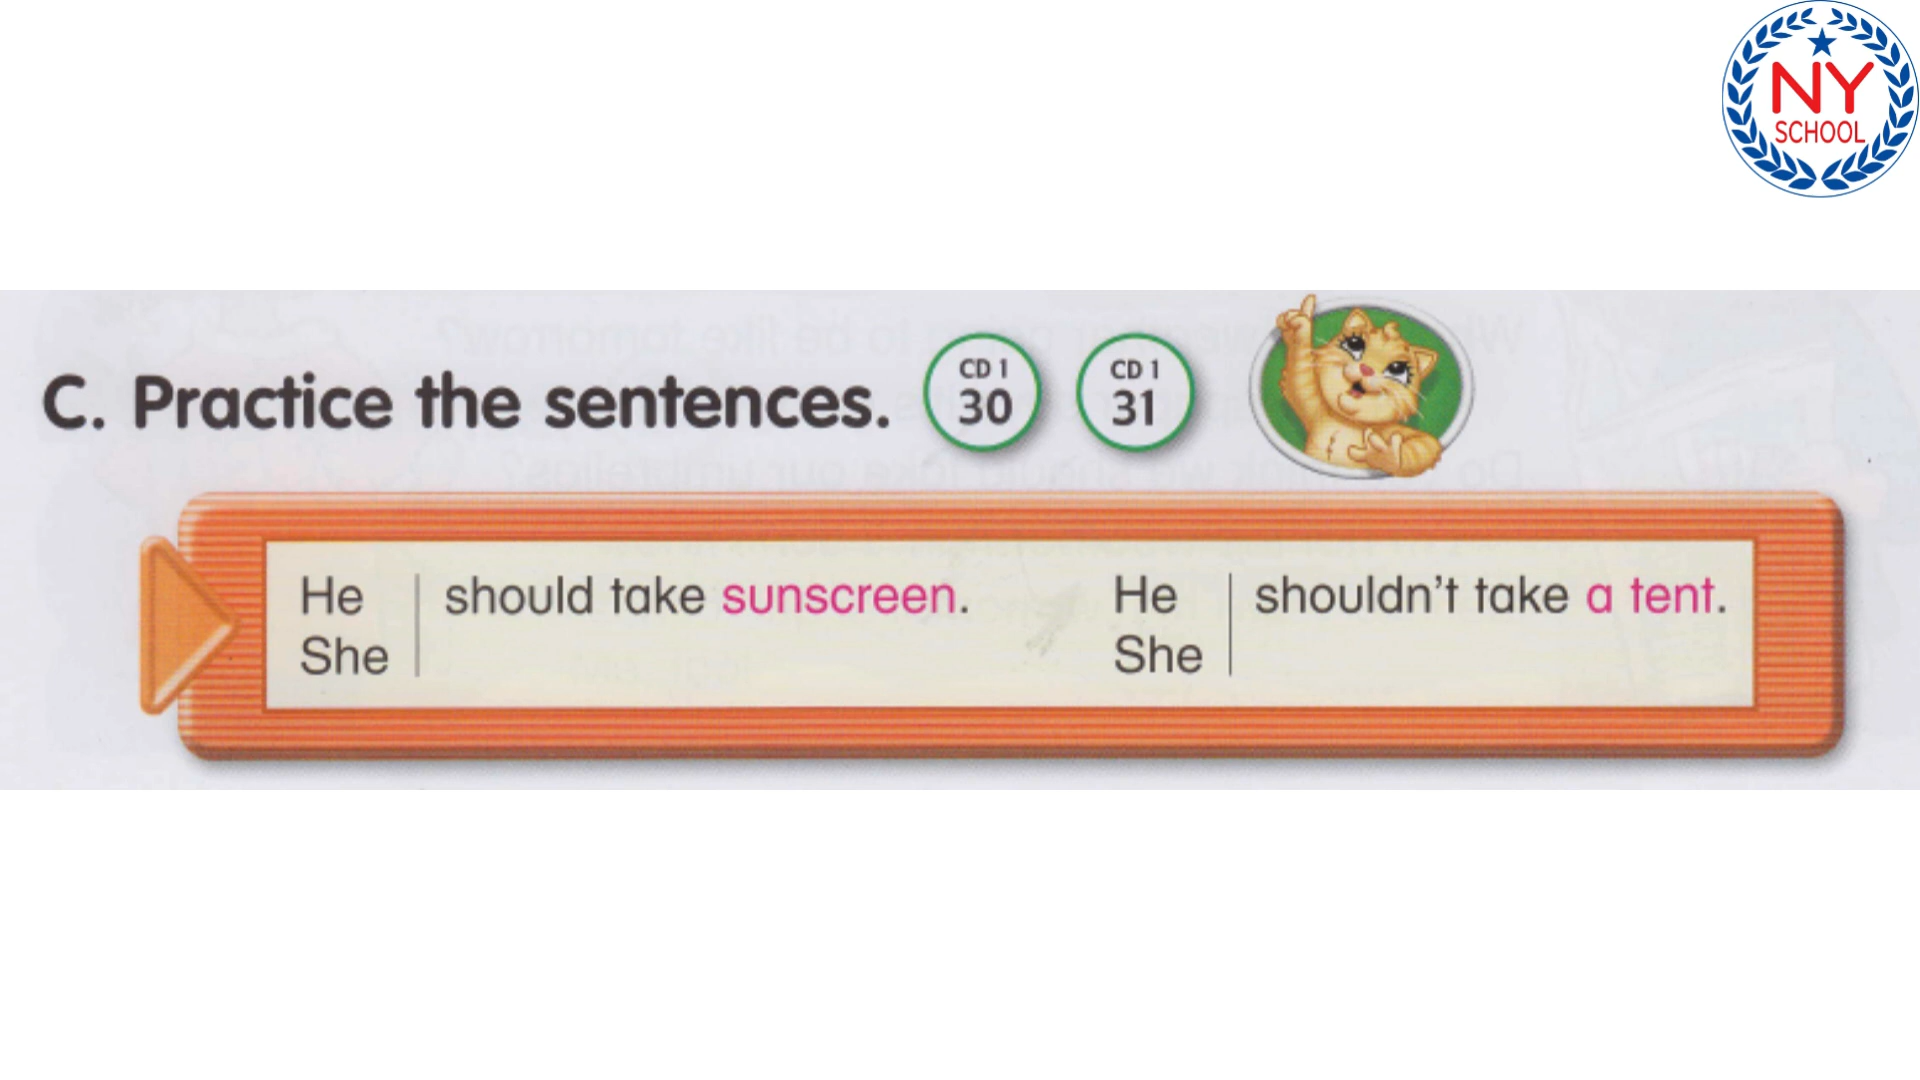 NY
SCHOOL
C. Practice the sentences.
CD 1
30
CD 1
31
He
She
should take sunscreen.
He
She
shouldn't take a tent.